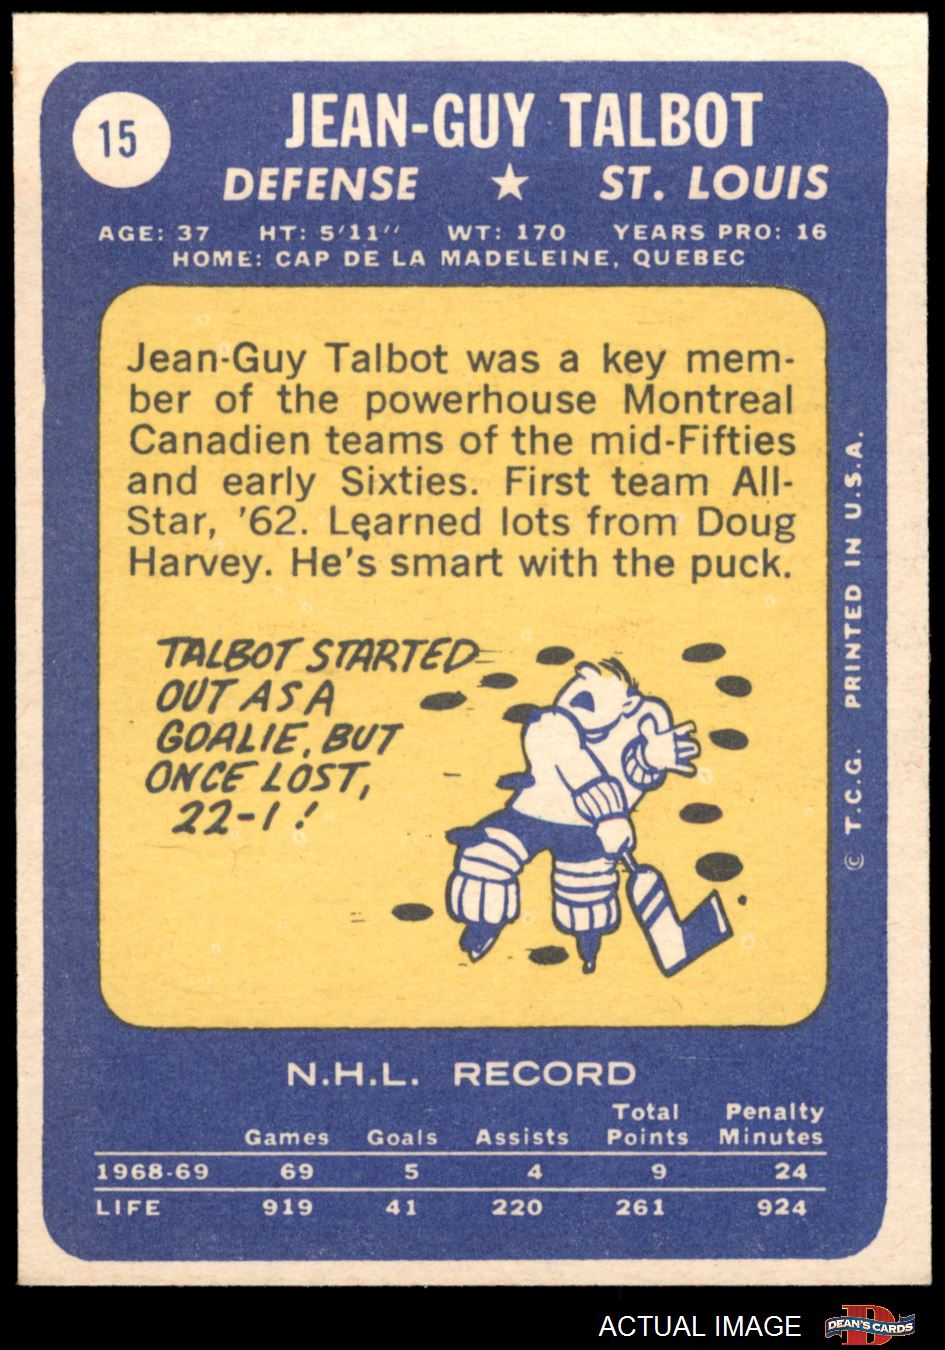 15
JEAN-GUY TALBOT
DEFENSE ★ ST. LOUIS
AGE: 37 HT: 5'11" WT: 170 YEARS PRO: 16
HOME: CAP DE LA MADELEINE, QUEBEC
Jean-Guy Talbot was a key mem-
ber of the powerhouse Montreal
Canadien teams of the mid-Fifties
and early Sixties. First team All-
Star, '62. Learned lots from Doug
Harvey. He's smart with the puck.
TALBOT STARTED
OUT AS A
GOALIE, BUT
ONCE LOST,
22-1!
© T.C.G. PRINTED IN U.S.A.
N.H.L. RECORD
Games Goals Assists Total Points Penalty Minutes
1968-69 69 5 4 9 24
LIFE 919 41 220 261 924
ACTUAL IMAGE
D
DEAN'S CARDS